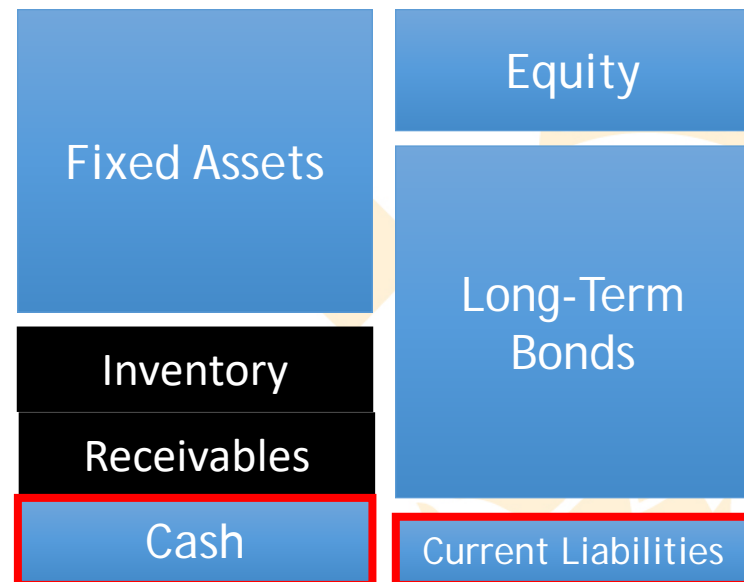 Fixed Assets
Inventory
Receivables
Cash
Equity
Long-Term
Bonds
Current Liabilities